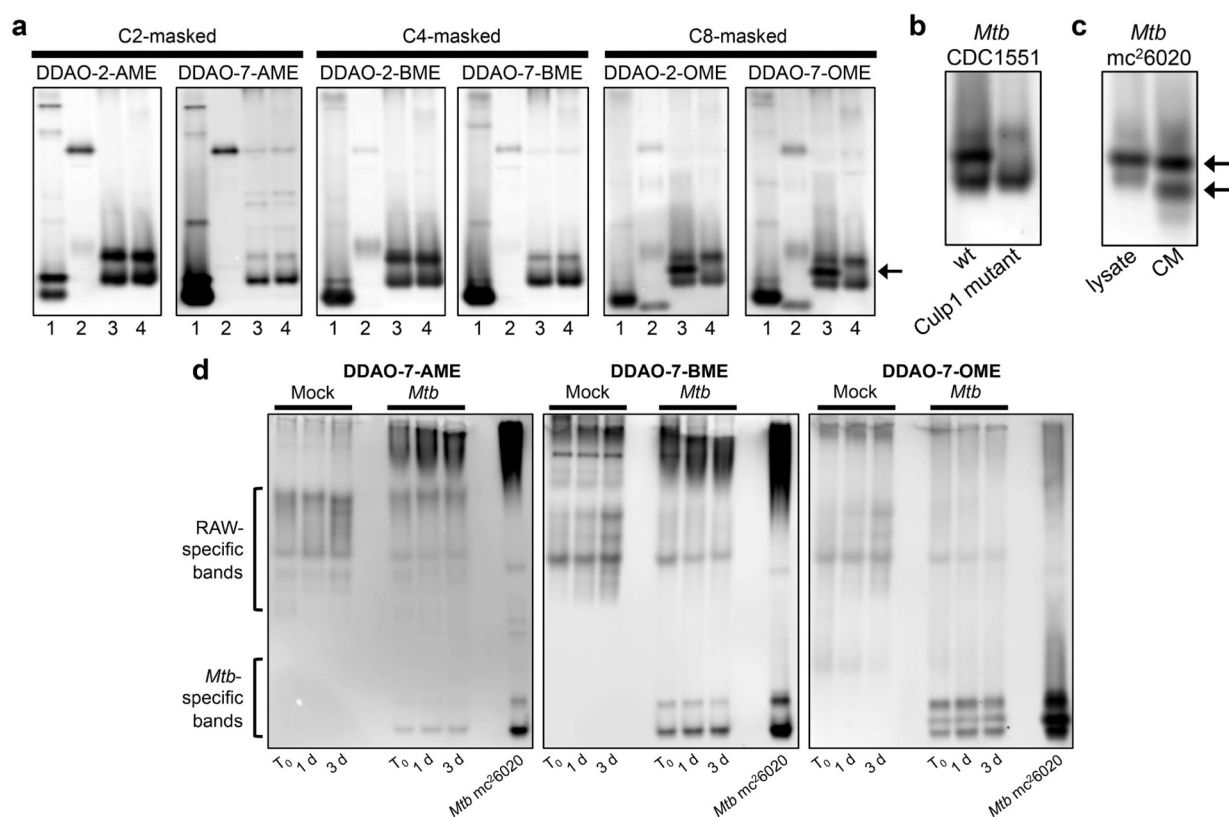 a
C2-masked
C4-masked
C8-masked
DDAO-2-AME
DDAO-7-AME
DDAO-2-BME
DDAO-7-BME
DDAO-2-OME
DDAO-7-OME
1 2 3 4
1 2 3 4
1 2 3 4
1 2 3 4
1 2 3 4
1 2 3 4
b
Mtb
CDC1551
wt
Culp1 mutant
c
Mtb
mc²6020
lysate
CM
d
DDAO-7-AME
DDAO-7-BME
DDAO-7-OME
Mock
Mtb
Mock
Mtb
Mock
Mtb
RAW-
specific
bands
Mtb-
specific
bands
T₀ 1 d 3 d T₀ 1 d 3 d Mtb mc²6020
T₀ 1 d 3 d T₀ 1 d 3 d Mtb mc²6020
T₀ 1 d 3 d T₀ 1 d 3 d Mtb mc²6020